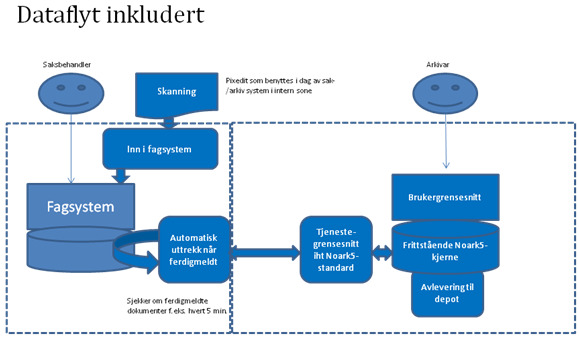 Dataflyt inkludert
Saksbehandler
Skanning
Pixedit som benyttes i dag av sak-
/arkiv system i intern sone
Arkivar
Inn i fagsystem
Fagsystem
Automatisk
uttrekk når
ferdigmeldt
Sjekker om ferdigmeldte
dokumenter f. eks. hvert 5 min.
Tjeneste-
grensesnitt
iht Noark5-
standard
Brukergrensesnitt
Frittstående Noark5-
kjerne
Avlevering til
depot